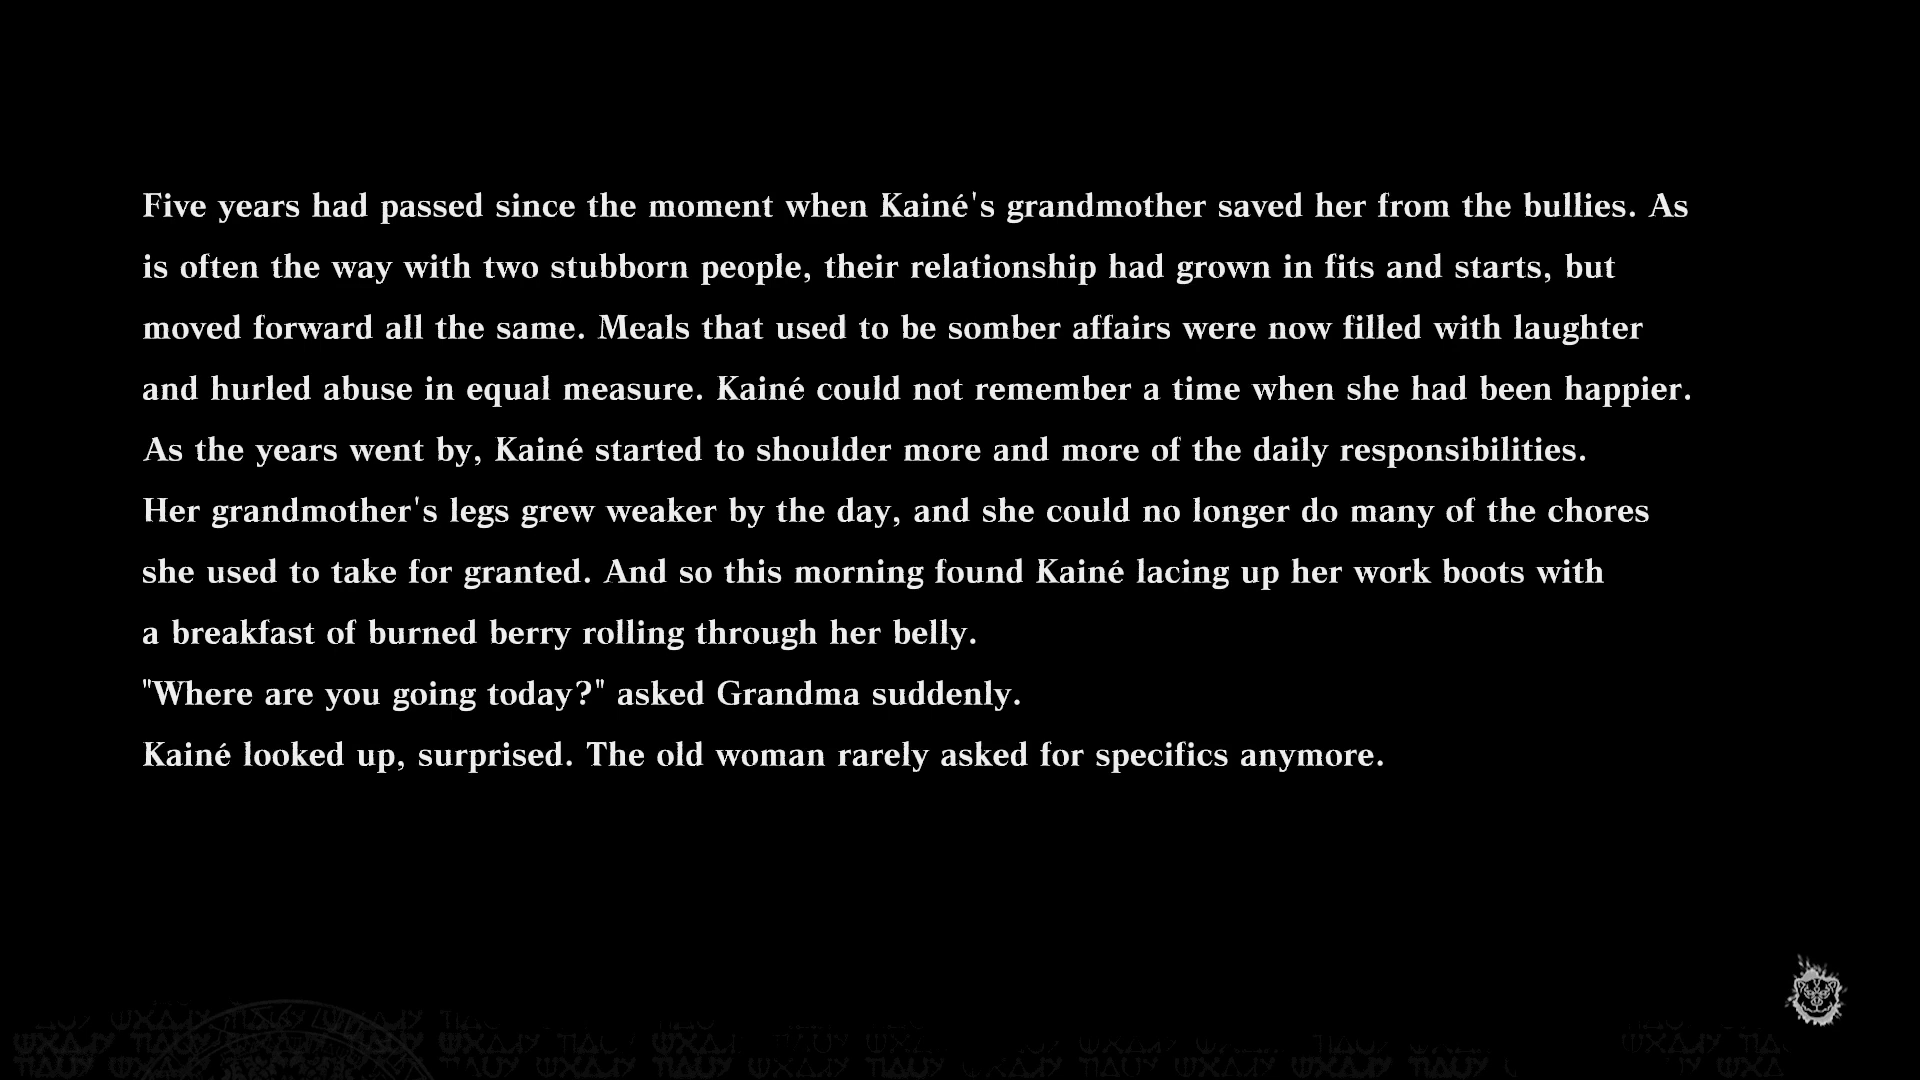 Five years had passed since the moment when Kainé's grandmother saved her from the bullies. As
is often the way with two stubborn people, their relationship had grown in fits and starts, but
moved forward all the same. Meals that used to be somber affairs were now filled with laughter
and hurled abuse in equal measure. Kainé could not remember a time when she had been happier.
As the years went by, Kainé started to shoulder more and more of the daily responsibilities.
Her grandmother's legs grew weaker by the day, and she could no longer do many of the chores
she used to take for granted. And so this morning found Kainé lacing up her work boots with
a breakfast of burned berry rolling through her belly.
"Where are you going today?" asked Grandma suddenly.
Kainé looked up, surprised. The old woman rarely asked for specifics anymore.